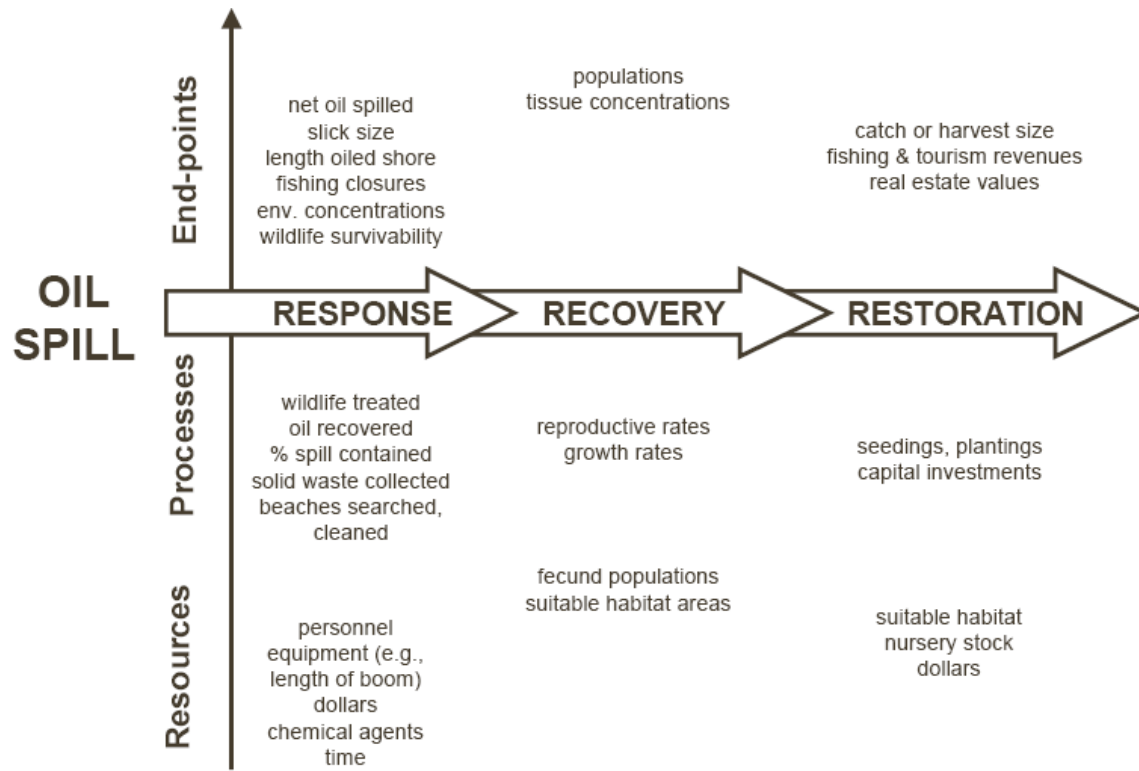 End-points
net oil spilled
slick size
length oiled shore
fishing closures
env. concentrations
wildlife survivability
populations
tissue concentrations
catch or harvest size
fishing & tourism revenues
real estate values
OIL
SPILL
RESPONSE
RECOVERY
RESTORATION
Processes
wildlife treated
oil recovered
% spill contained
solid waste collected
beaches searched,
cleaned
reproductive rates
growth rates
seedings, plantings
capital investments
Resources
personnel
equipment (e.g.,
length of boom)
dollars
chemical agents
time
fecund populations
suitable habitat areas
suitable habitat
nursery stock
dollars